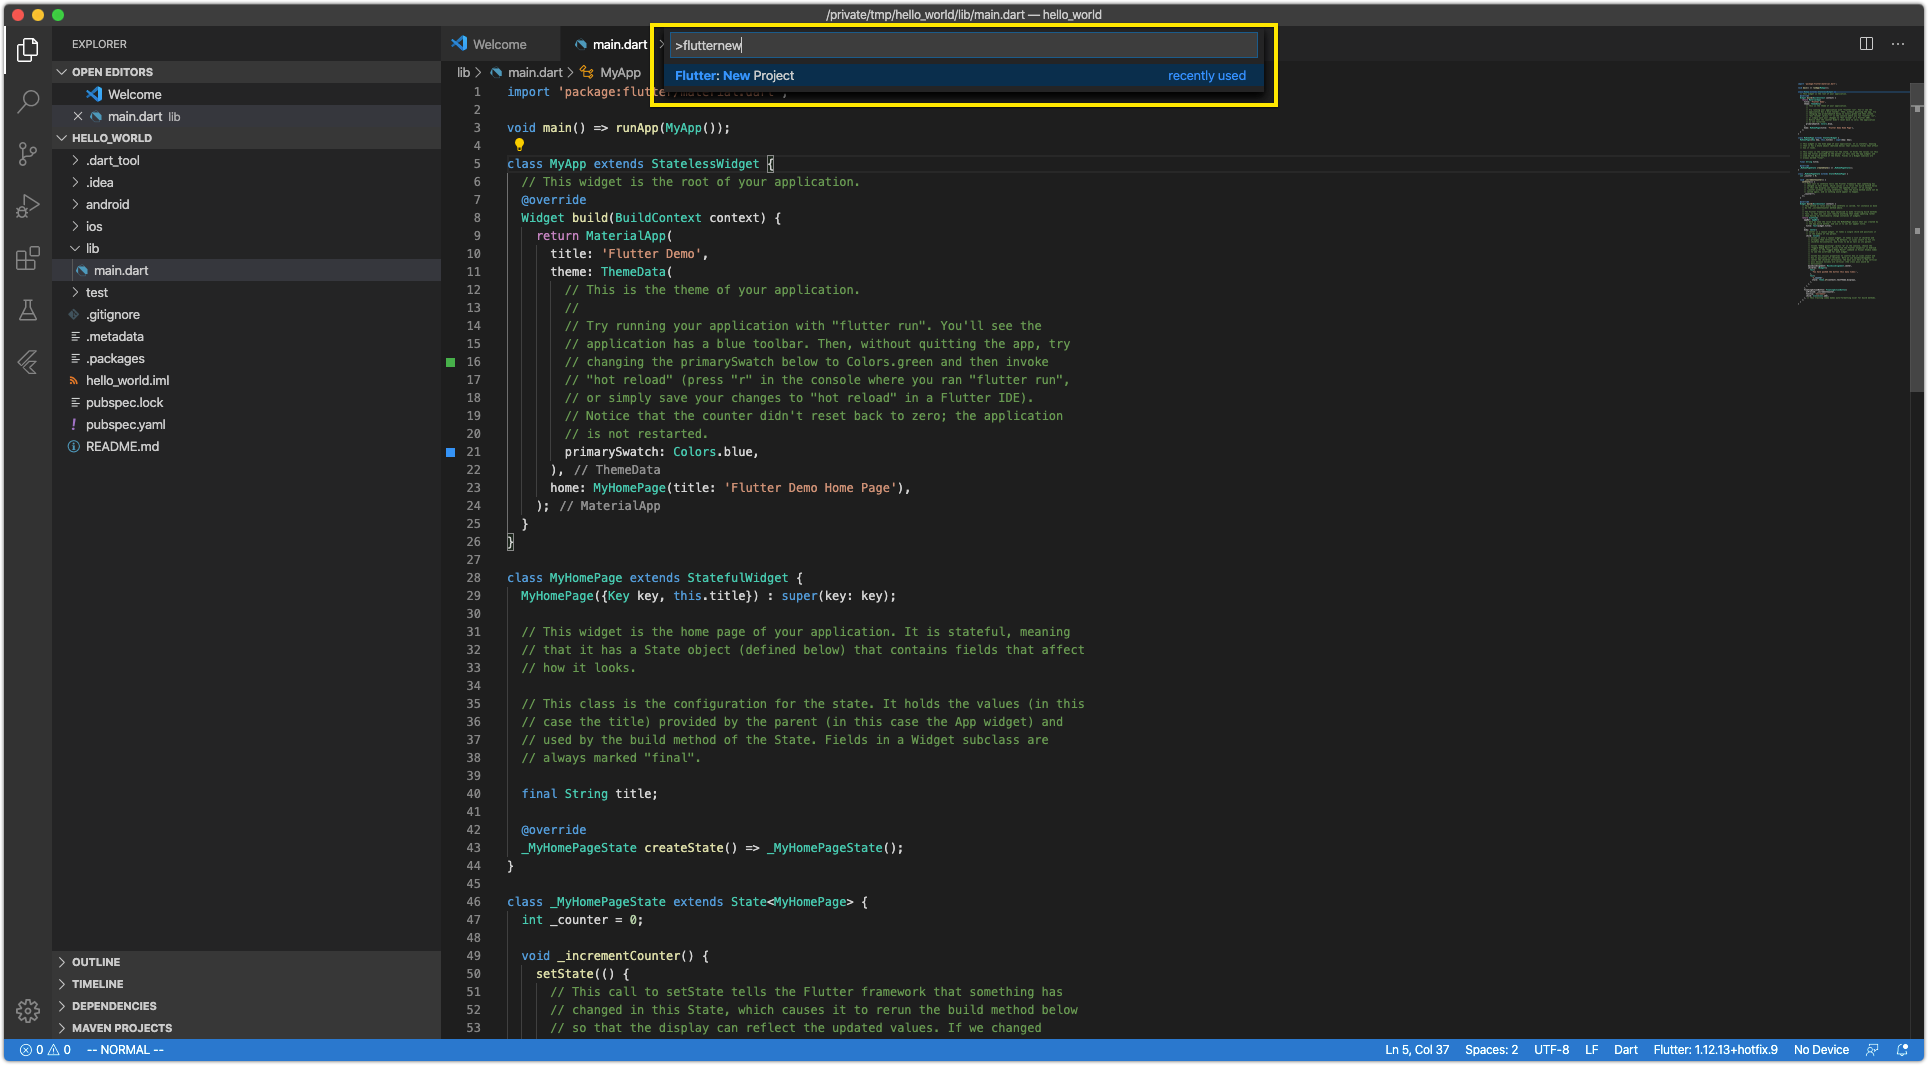 /private/tmp/hello_world/lib/main.dart — hello_world
EXPLORER
OPEN EDITORS
Welcome
main.dart lib
HELLO_WORLD
.dart_tool
.idea
android
ios
lib
main.dart
test
.gitignore
.metadata
.packages
hello_world.iml
pubspec.lock
! pubspec.yaml
README.md
OUTLINE
TIMELINE
DEPENDENCIES
MAVEN PROJECTS
Welcome
main.dart
>flutternew
Flutter: New Project recently used
lib > main.dart > MyApp
1 import 'package:flutter/material.dart';
2
3 void main() => runApp(MyApp());
4
5 class MyApp extends StatelessWidget {
6 // This widget is the root of your application.
7 @override
8 Widget build(BuildContext context) {
9 return MaterialApp(
10 title: 'Flutter Demo',
11 theme: ThemeData(
12 // This is the theme of your application.
13 //
14 // Try running your application with "flutter run". You'll see the
15 // application has a blue toolbar. Then, without quitting the app, try
16 // changing the primarySwatch below to Colors.green and then invoke
17 // "hot reload" (press "r" in the console where you ran "flutter run",
18 // or simply save your changes to "hot reload" in a Flutter IDE).
19 // Notice that the counter didn't reset back to zero; the application
20 // is not restarted.
21 primarySwatch: Colors.blue,
22 ), // ThemeData
23 home: MyHomePage(title: 'Flutter Demo Home Page'),
24 ); // MaterialApp
25 }
26 }
27
28 class MyHomePage extends StatefulWidget {
29 MyHomePage({Key key, this.title}) : super(key: key);
30
31 // This widget is the home page of your application. It is stateful, meaning
32 // that it has a State object (defined below) that contains fields that affect
33 // how it looks.
34
35 // This class is the configuration for the state. It holds the values (in this
36 // case the title) provided by the parent (in this case the App widget) and
37 // used by the build method of the State. Fields in a Widget subclass are
38 // always marked "final".
39
40 final String title;
41
42 @override
43 _MyHomePageState createState() => _MyHomePageState();
44 }
45
46 class _MyHomePageState extends State<MyHomePage> {
47 int _counter = 0;
48
49 void _incrementCounter() {
50 setState(() {
51 // This call to setState tells the Flutter framework that something has
52 // changed in this State, which causes it to rerun the build method below
53 // so that the display can reflect the updated values. If we changed
0 0 -- NORMAL --
Ln 5, Col 37 Spaces: 2 UTF-8 LF Dart Flutter: 1.12.13+hotfix.9 No Device